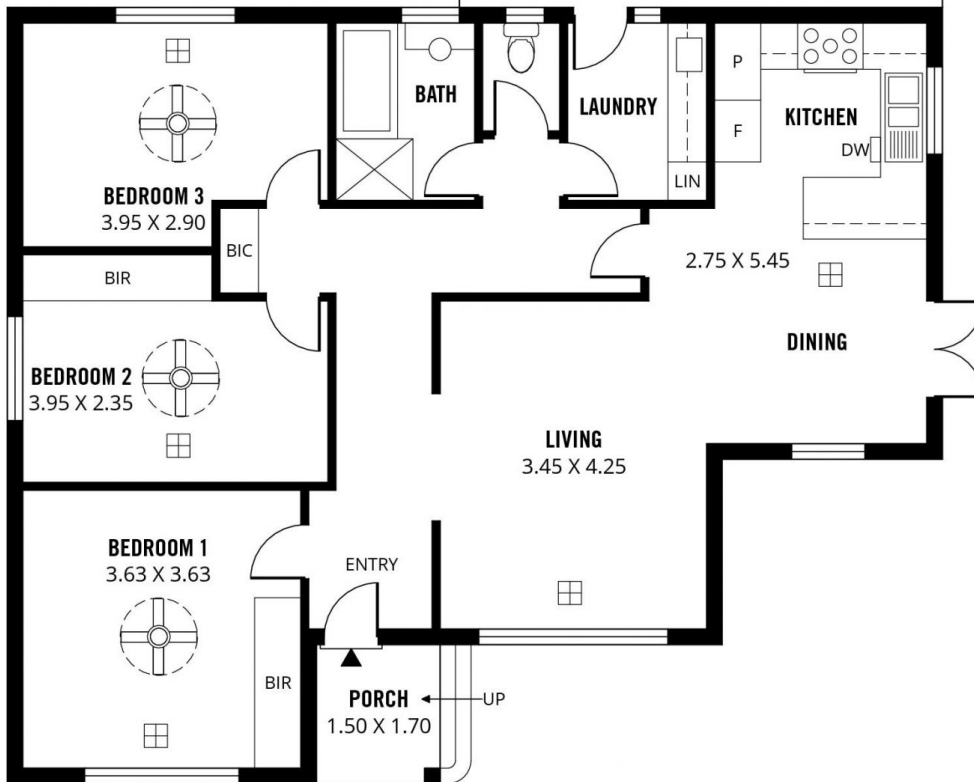 BATH
LAUNDRY
P
KITCHEN
F
DW
LIN
BEDROOM 3
3.95 X 2.90
BIC
BIR
2.75 X 5.45
DINING
BEDROOM 2
3.95 X 2.35
LIVING
3.45 X 4.25
BEDROOM 1
3.63 X 3.63
ENTRY
BIR
PORCH
1.50 X 1.70
UP